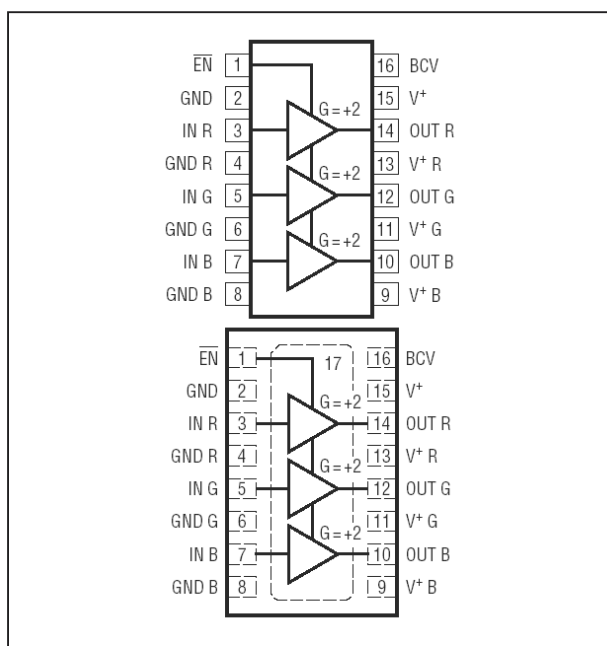 EN 1 16 BCV
GND 2 15 V+
G=+2
IN R 3 14 OUT R
GND R 4 13 V+ R
G=+2
IN G 5 12 OUT G
GND G 6 11 V+ G
G=+2
IN B 7 10 OUT B
GND B 8 9 V+ B
EN 1 17 16 BCV
GND 2 15 V+
G=+2
IN R 3 14 OUT R
GND R 4 13 V+ R
G=+2
IN G 5 12 OUT G
GND G 6 11 V+ G
G=+2
IN B 7 10 OUT B
GND B 8 9 V+ B